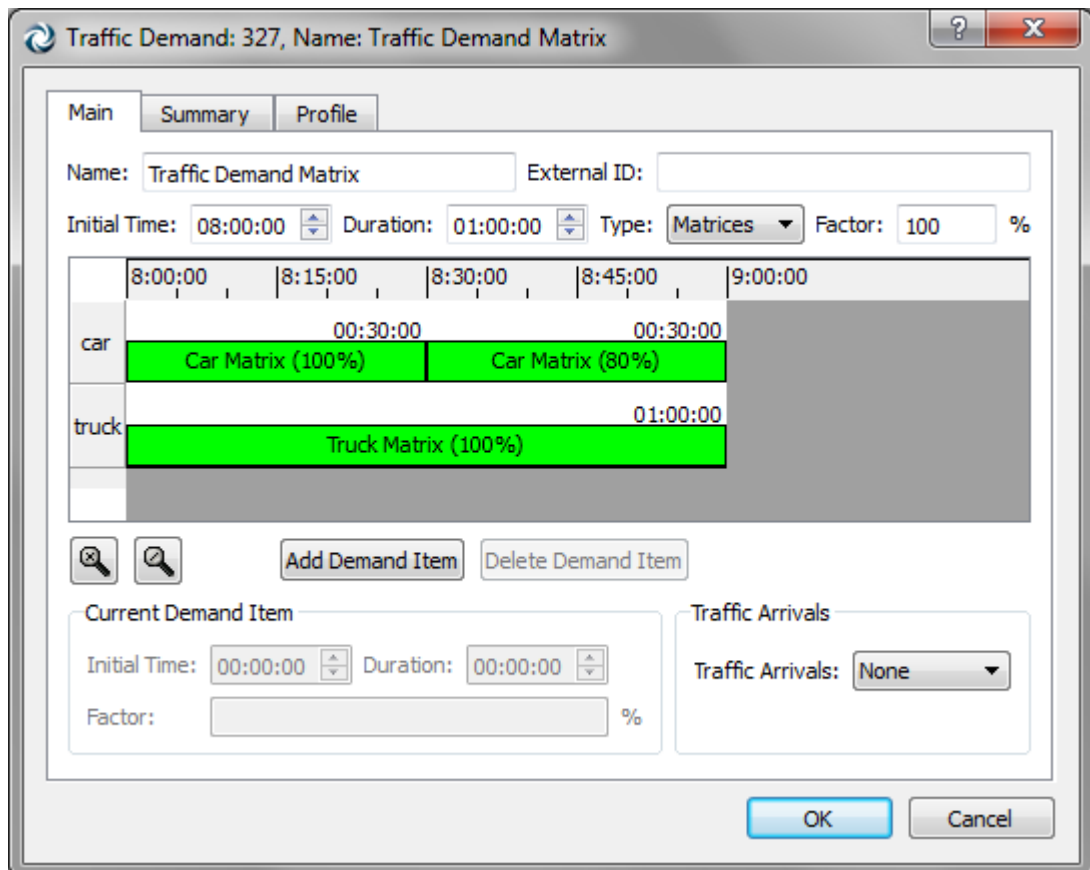 Traffic Demand: 327, Name: Traffic Demand Matrix
Main Summary Profile
Name: Traffic Demand Matrix External ID:
Initial Time: 08:00:00 Duration: 01:00:00 Type: Matrices Factor: 100 %
8:00:00 8:15:00 8:30:00 8:45:00 9:00:00
00:30:00 00:30:00
car Car Matrix (100%) Car Matrix (80%)
01:00:00
truck Truck Matrix (100%)
Add Demand Item Delete Demand Item
Current Demand Item Traffic Arrivals
Initial Time: 00:00:00 Duration: 00:00:00 Traffic Arrivals: None
Factor: %
OK Cancel